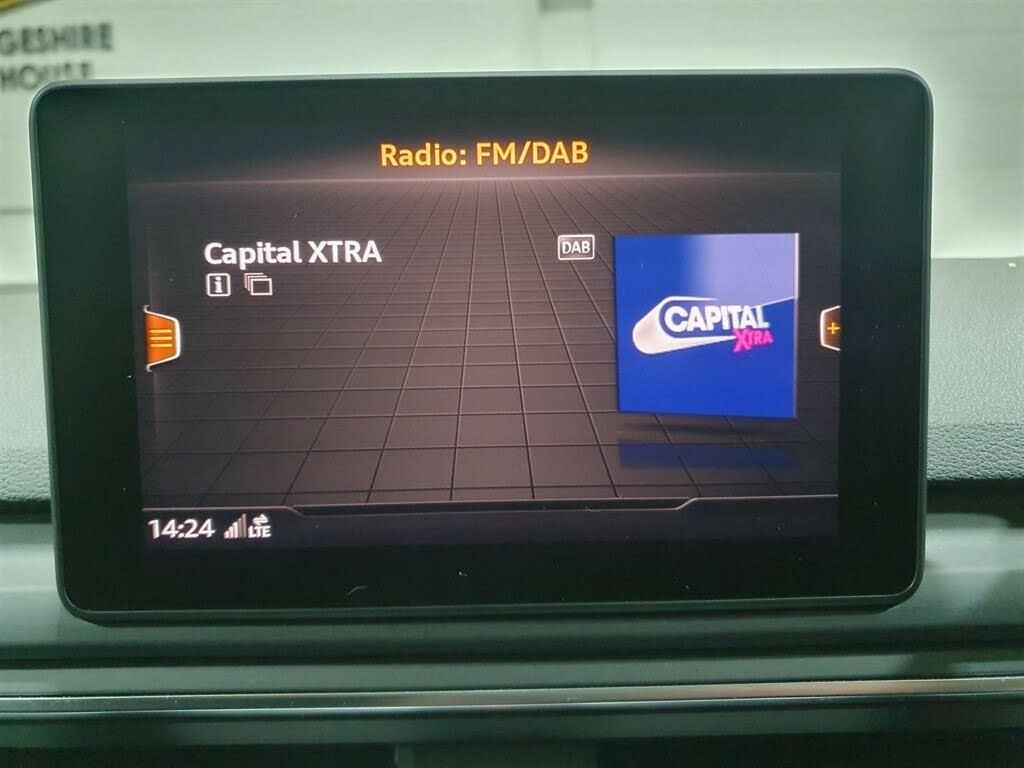 GESHIRE
HOUSE
Radio: FM/DAB
Capital XTRA
DAB
CAPITAL
XTRA
14:24 LTE